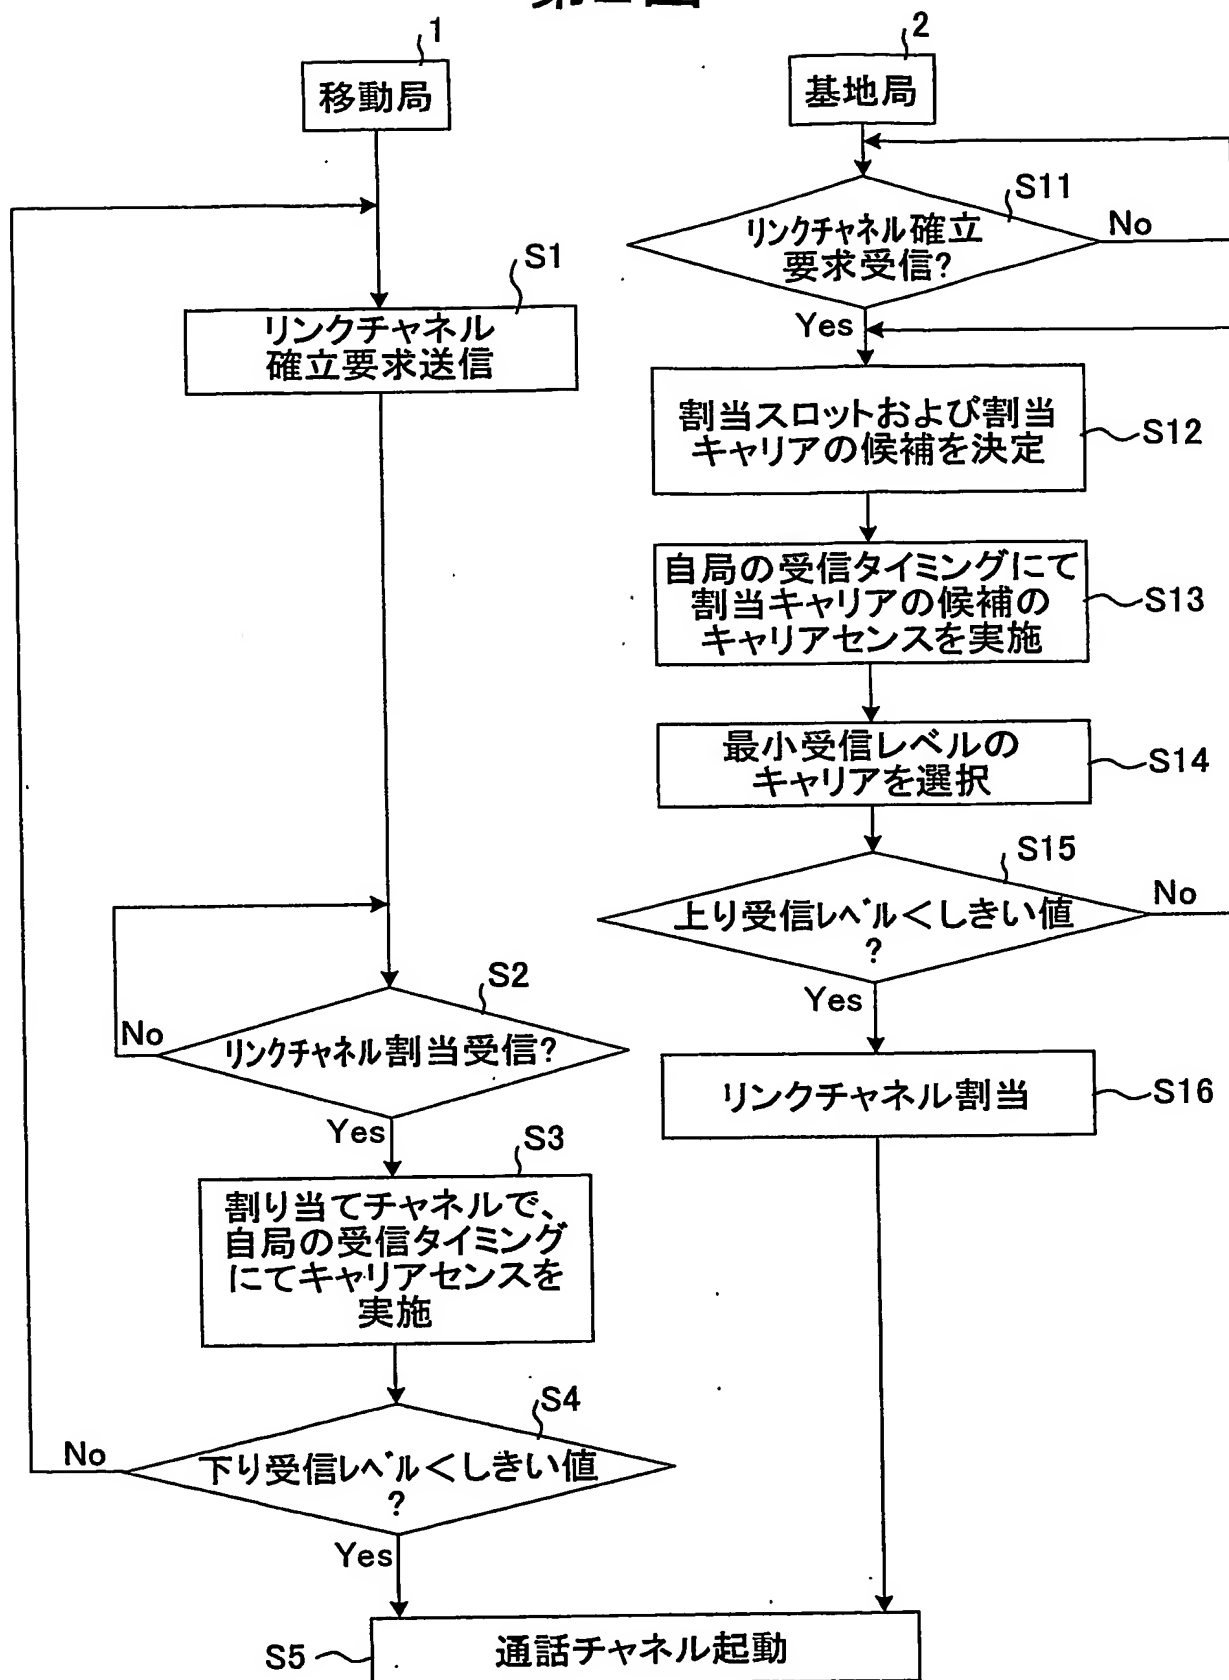 1
移動局
2
基地局
S11
リンクチャネル確立
要求受信?
No
Yes
S1
リンクチャネル
確立要求送信
割当スロットおよび割当
キャリアの候補を決定
S12
自局の受信タイミングにて
割当キャリアの候補の
キャリアセンスを実施
S13
最小受信レベルの
キャリアを選択
S14
S15
上り受信レベル<しきい値
?
No
Yes
S2
リンクチャネル割当受信?
No
Yes
リンクチャネル割当
S16
S3
割り当てチャネルで、
自局の受信タイミング
にてキャリアセンスを
実施
S4
下り受信レベル<しきい値
?
No
Yes
S5
通話チャネル起動